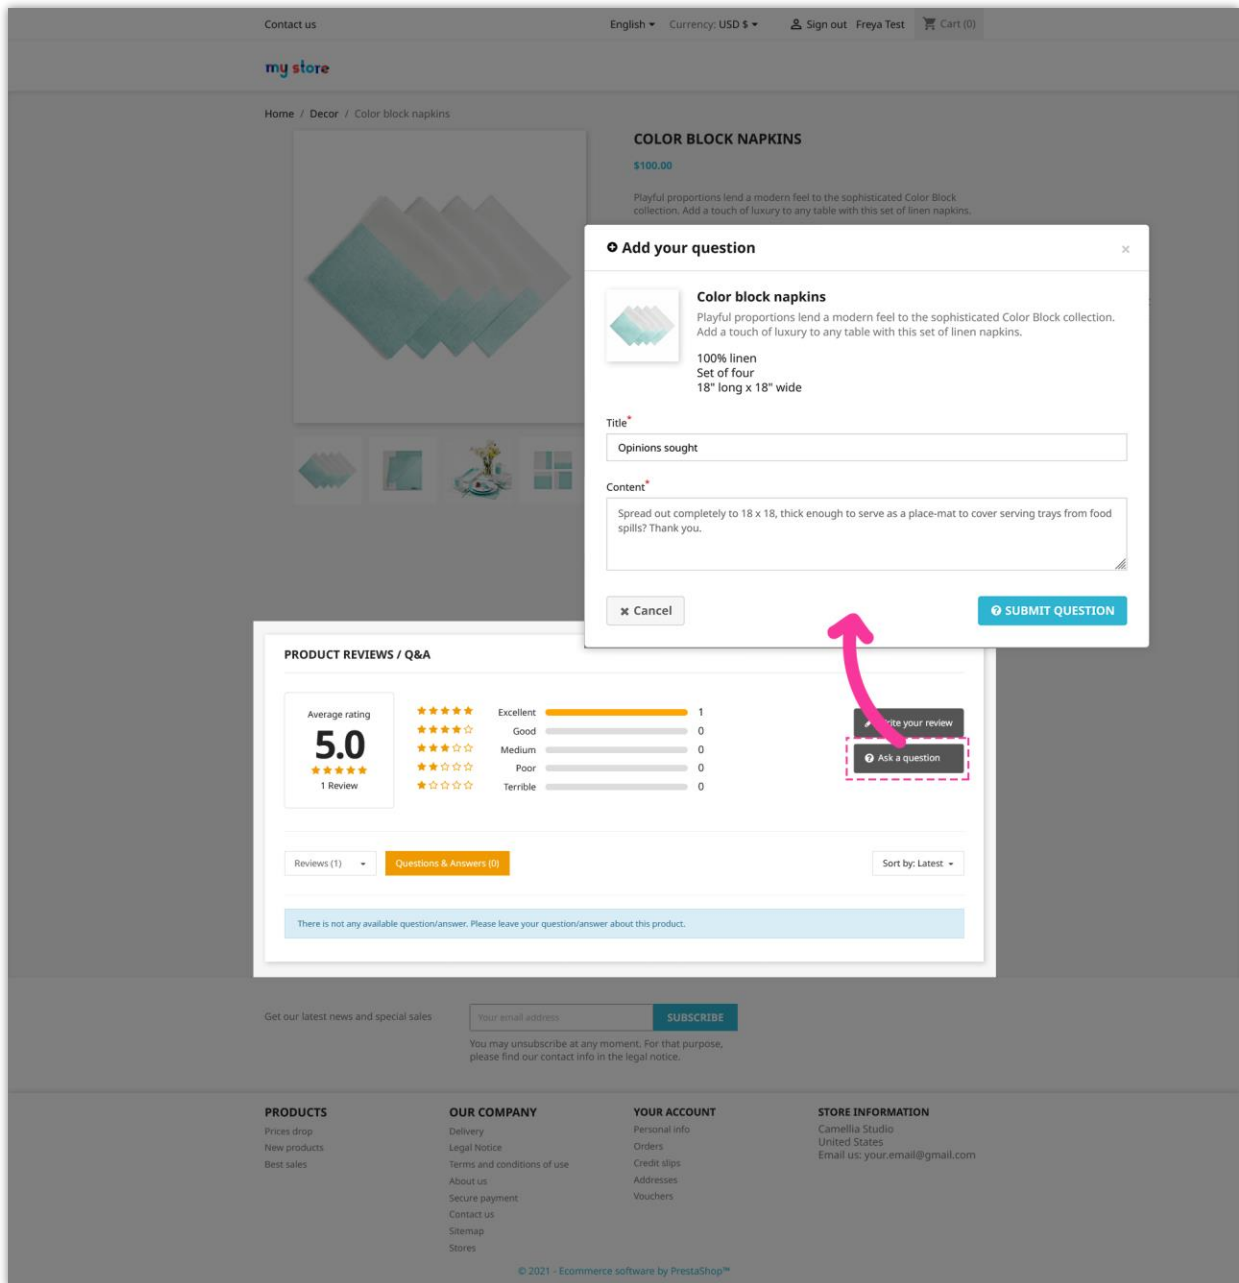 Contact us
English Currency: USD $ Sign out Freya Test Cart (0)
my store
Home / Decor / Color block napkins
COLOR BLOCK NAPKINS
$100.00
Playful proportions lend a modern feel to the sophisticated Color Block
collection. Add a touch of luxury to any table with this set of linen napkins.
Add your question ×
Color block napkins
Playful proportions lend a modern feel to the sophisticated Color Block collection.
Add a touch of luxury to any table with this set of linen napkins.
100% linen
Set of four
18" long x 18" wide
Title*
Opinions sought
Content*
Spread out completely to 18 x 18, thick enough to serve as a place-mat to cover serving trays from food
spills? Thank you.
Cancel
SUBMIT QUESTION
PRODUCT REVIEWS / Q&A
Average rating
5.0
1 Review
Excellent 1
Good 0
Medium 0
Poor 0
Terrible 0
your review
Ask a question
Reviews (1)
Questions & Answers (0)
Sort by: Latest
There is not any available question/answer. Please leave your question/answer about this product.
Get our latest news and special sales
Your email address
SUBSCRIBE
You may unsubscribe at any moment. For that purpose,
please find our contact info in the legal notice.
PRODUCTS
Prices drop
New products
Best sales
OUR COMPANY
Delivery
Legal Notice
Terms and conditions of use
About us
Secure payment
Contact us
Sitemap
Stores
YOUR ACCOUNT
Personal info
Orders
Credit slips
Addresses
Vouchers
STORE INFORMATION
Camellia Studio
United States
Email us: your.email@gmail.com
© 2021 - Ecommerce software by PrestaShop™